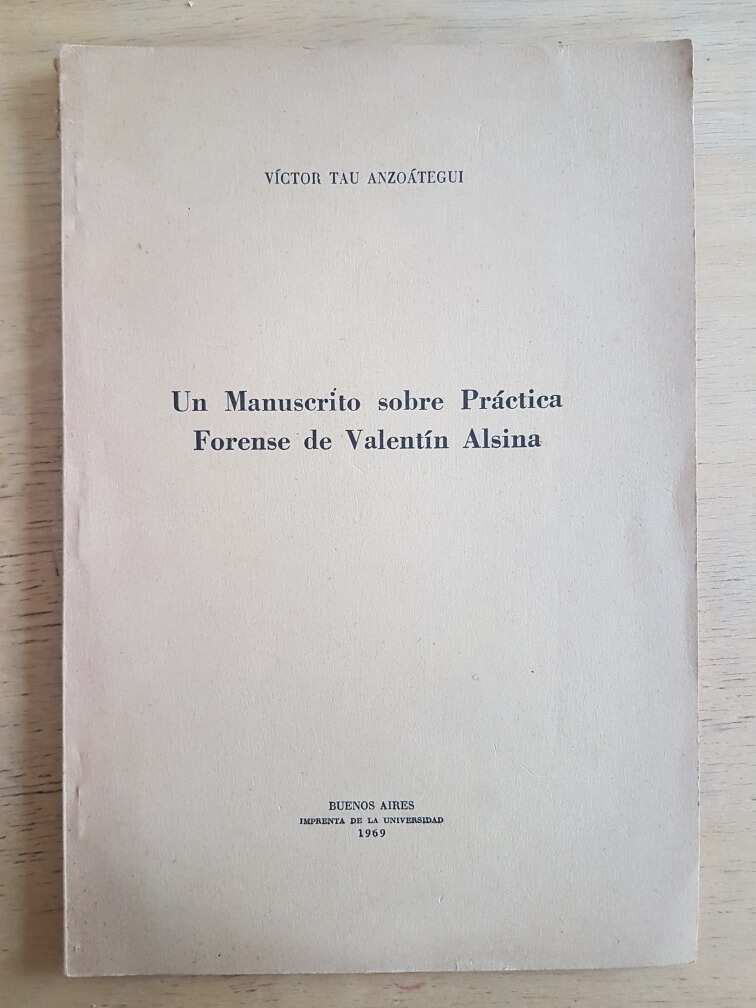 VÍCTOR TAU ANZOÁTEGUI
Un Manuscrito sobre Práctica
Forense de Valentín Alsina
BUENOS AIRES
IMPRENTA DE LA UNIVERSIDAD
1969